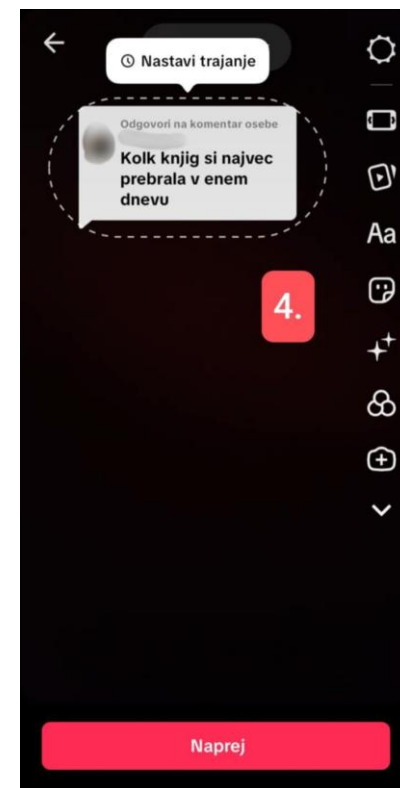 Nastavi trajanje
Odgovori na komentar osebe
Kolk knjig si najvec
prebrala v enem
dnevu
Aa
4.
Naprej